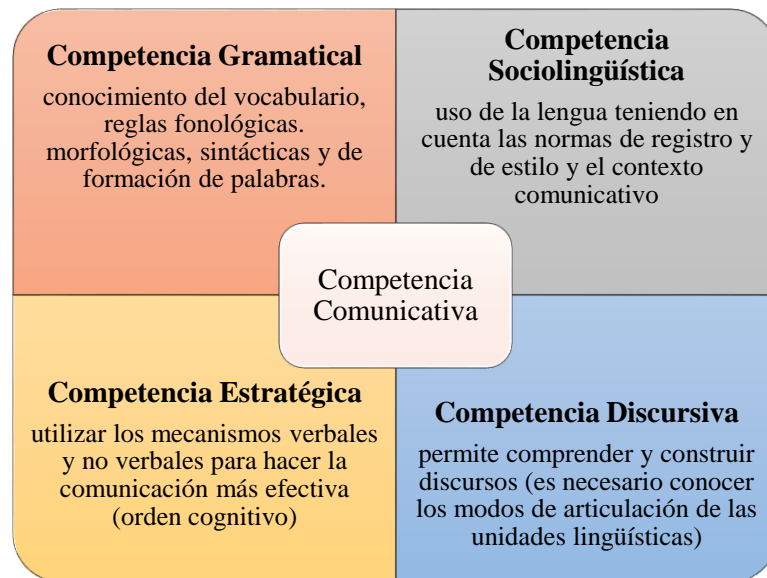 Competencia Gramatical
conocimiento del vocabulario,
reglas fonológicas.
morfológicas, sintácticas y de
formación de palabras.
Competencia
Sociolingüística
uso de la lengua teniendo en
cuenta las normas de registro y
de estilo y el contexto
comunicativo
Competencia
Comunicativa
Competencia Estratégica
utilizar los mecanismos verbales
y no verbales para hacer la
comunicación más efectiva
(orden cognitivo)
Competencia Discursiva
permite comprender y construir
discursos (es necesario conocer
los modos de articulación de las
unidades lingüísticas)